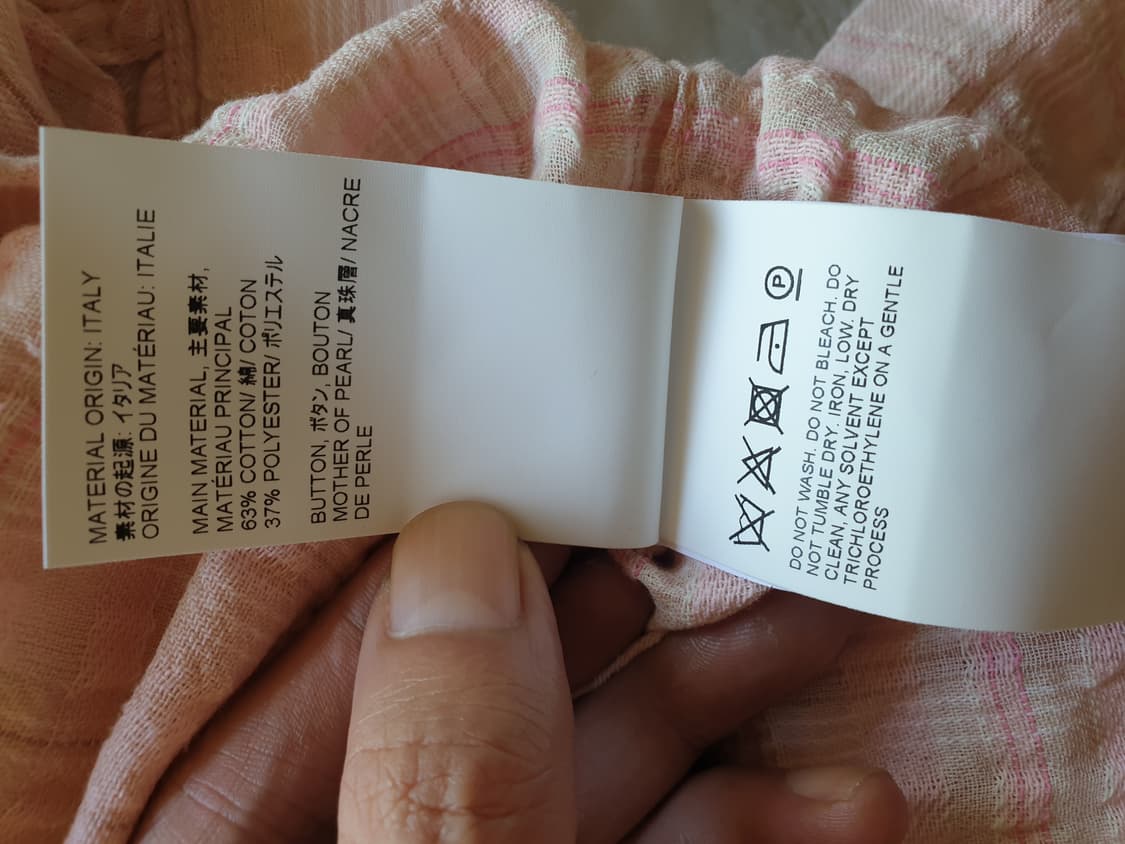 MATERIAL ORIGIN: ITALY
素材の起源: イタリア
ORIGINE DU MATÉRIAU: ITALIE
MAIN MATERIAL, 主要素材,
MATÉRIAU PRINCIPAL
63% COTTON/ 綿/ COTON
37% POLYESTER/ ポリエステル
BUTTON, ボタン, BOUTON
MOTHER OF PEARL/ 真珠層/ NACRE
DE PERLE
P
DO NOT WASH. DO NOT BLEACH. DO
NOT TUMBLE DRY. IRON, LOW. DRY
CLEAN, ANY SOLVENT EXCEPT
TRICHLOROETHYLENE ON A GENTLE
PROCESS